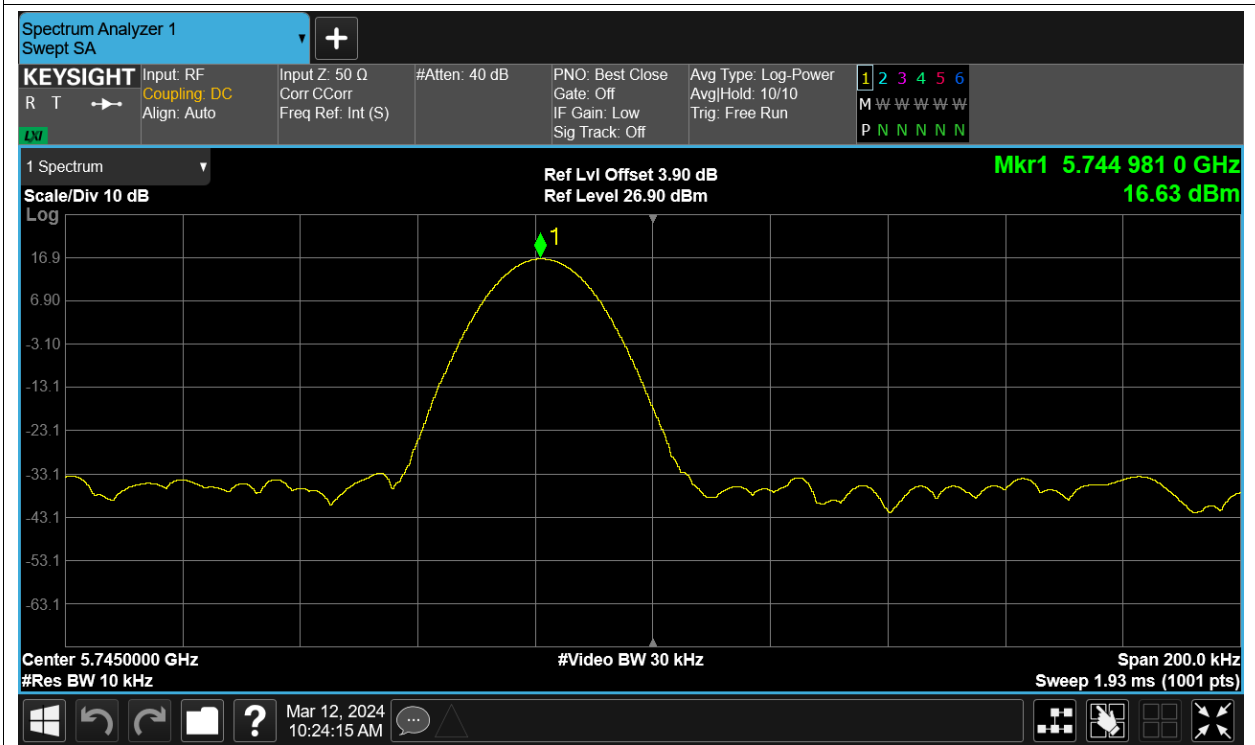 Spectrum Analyzer 1
Swept SA
KEYSIGHT
R T
LXI
Input: RF
Coupling: DC
Align: Auto
Input Z: 50 Ω
Corr CCorr
Freq Ref: Int (S)
#Atten: 40 dB
PNO: Best Close
Gate: Off
IF Gain: Low
Sig Track: Off
Avg Type: Log-Power
Avg|Hold: 10/10
Trig: Free Run
1 2 3 4 5 6
M W W W W W
P N N N N N
1 Spectrum
Scale/Div 10 dB
Log
Ref Lvl Offset 3.90 dB
Ref Level 26.90 dBm
Mkr1 5.744 981 0 GHz
16.63 dBm
1
16.9
6.90
-3.10
-13.1
-23.1
-33.1
-43.1
-53.1
-63.1
Center 5.7450000 GHz
#Res BW 10 kHz
#Video BW 30 kHz
Span 200.0 kHz
Sweep 1.93 ms (1001 pts)
?
Mar 12, 2024
10:24:15 AM